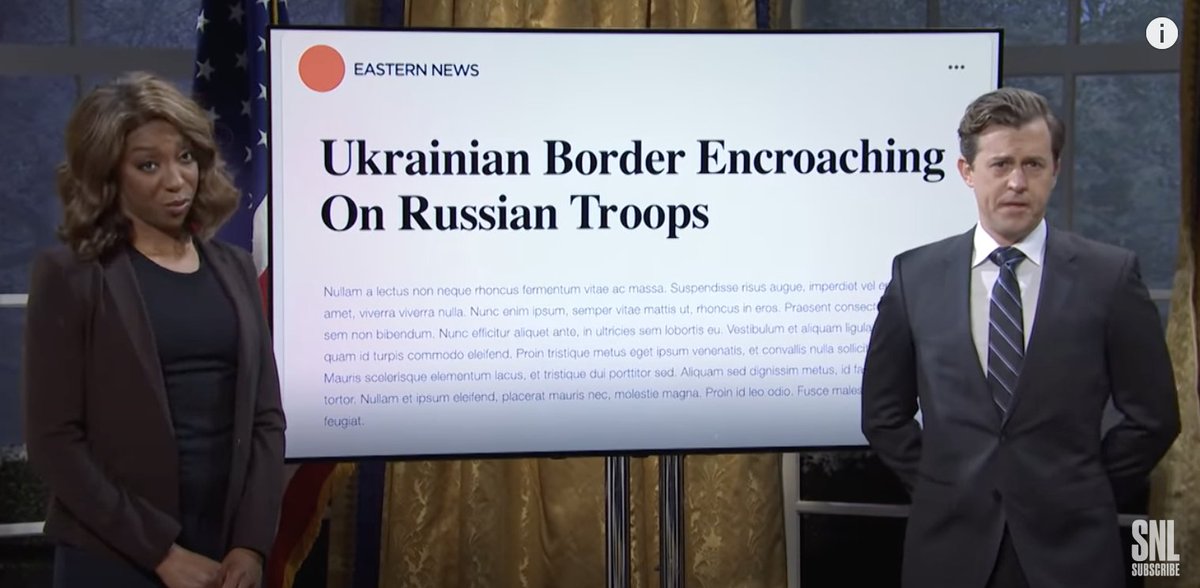 i
EASTERN NEWS
Ukrainian Border Encroaching
On Russian Troops
Nullam a lectus non neque rhoncus fermentum vitae ac massa. Suspendisse risus augue, imperdiet vel
amet, viverra viverra nulla. Nunc enim ipsum, semper vitae mattis ut, rhoncus in eros. Praesent
sem non bibendum. Nunc efficitur aliquet ante, in ultricies sem lobortis eu. Vestibulum et aliquam ligula
quam id turpis commodo eleifend. Proin tristique metus eget ipsum venenatis, et convallis nulla
Mauris scelerisque elementum lacus, et tristique dui porttitor sed. Aliquam sed dignissim metus, id
tortor. Nullam et ipsum eleifend, placerat mauris nec, molestie magna. Proin id leo odio. Fusce
feugiat.
SNL
SUBSCRIBE